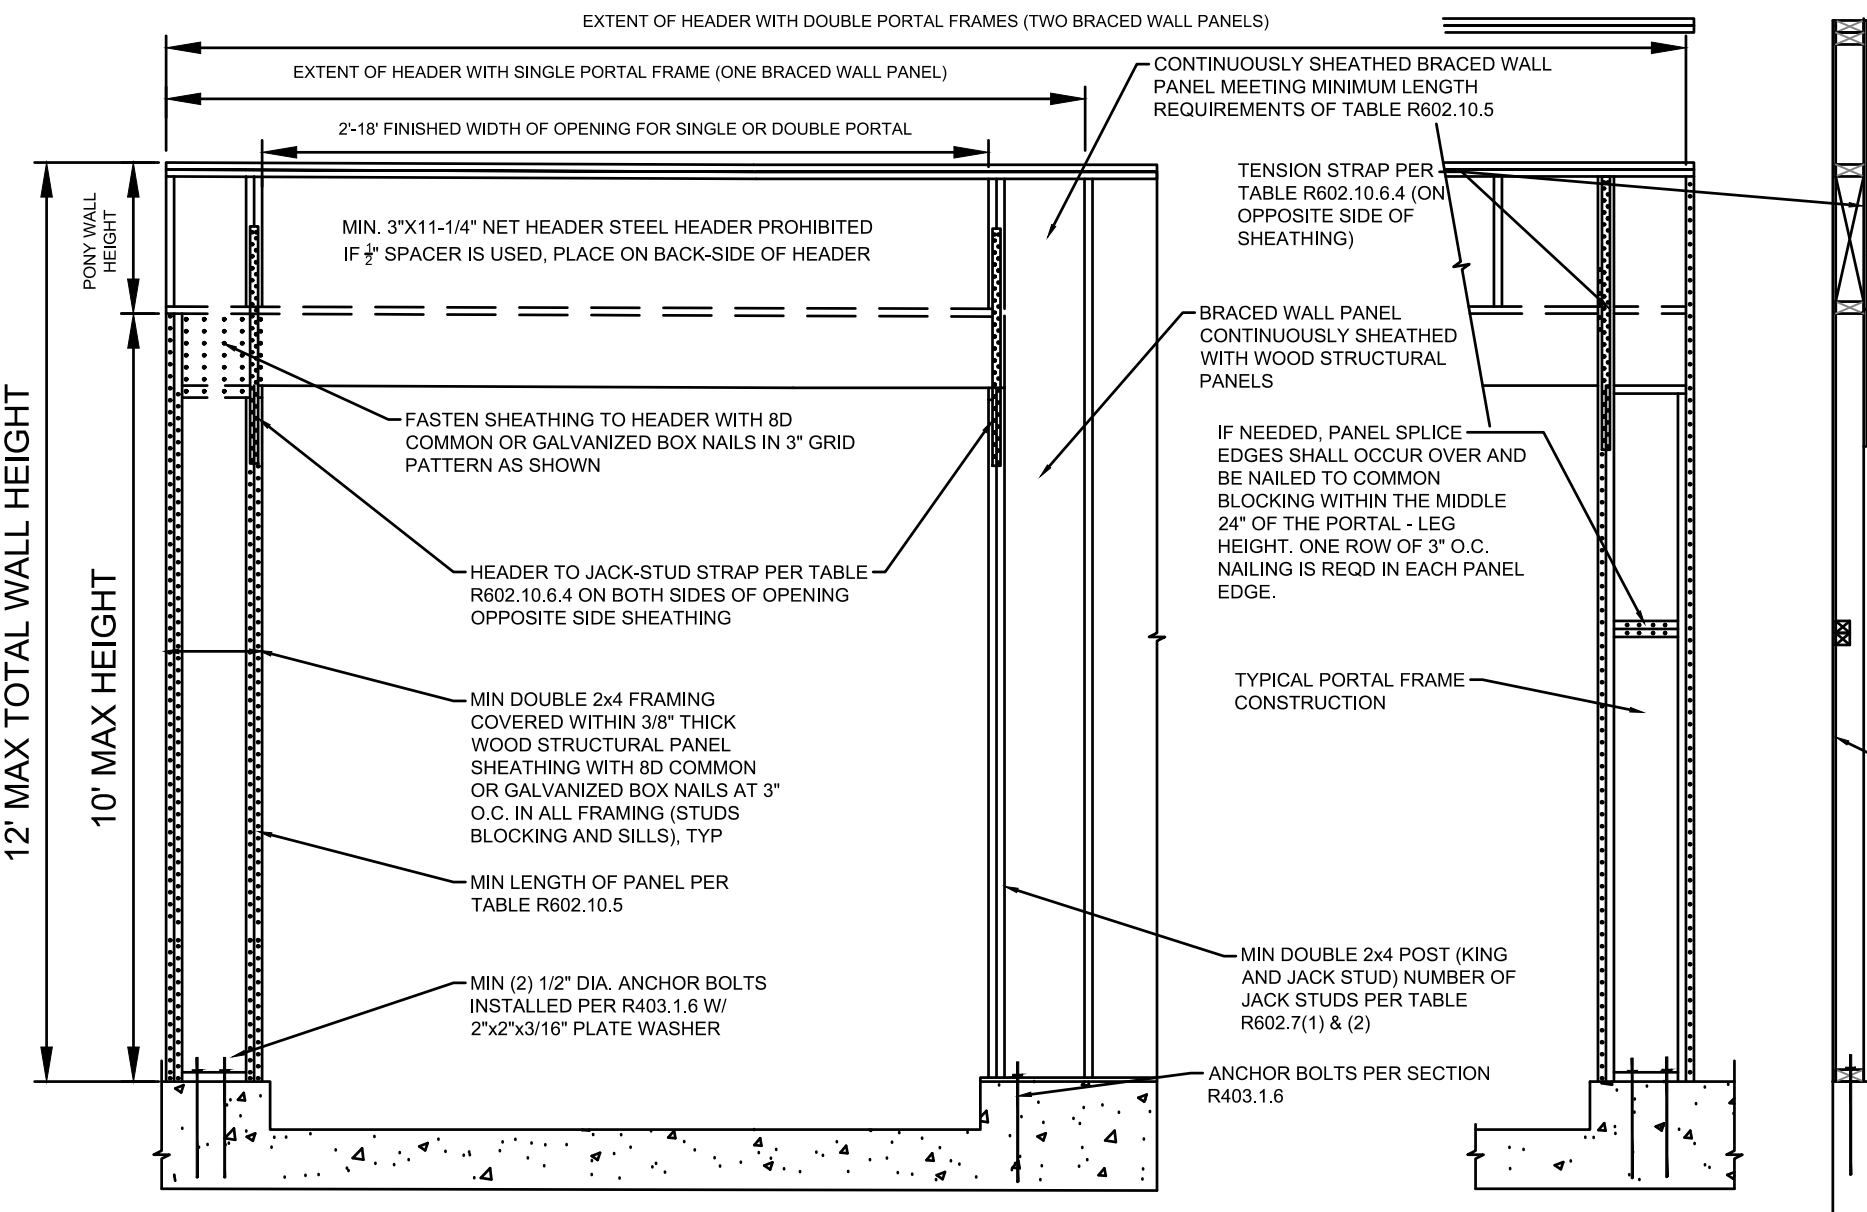 EXTENT OF HEADER WITH DOUBLE PORTAL FRAMES (TWO BRACED WALL PANELS)
EXTENT OF HEADER WITH SINGLE PORTAL FRAME (ONE BRACED WALL PANEL)
2'-18' FINISHED WIDTH OF OPENING FOR SINGLE OR DOUBLE PORTAL
CONTINUOUSLY SHEATHED BRACED WALL
PANEL MEETING MINIMUM LENGTH
REQUIREMENTS OF TABLE R602.10.5
TENSION STRAP PER
TABLE R602.10.6.4 (ON
OPPOSITE SIDE OF
SHEATHING)
PONY WALL
HEIGHT
MIN. 3"X11-1/4" NET HEADER STEEL HEADER PROHIBITED
IF 1/2" SPACER IS USED, PLACE ON BACK-SIDE OF HEADER
BRACED WALL PANEL
CONTINUOUSLY SHEATHED
WITH WOOD STRUCTURAL
PANELS
12' MAX TOTAL WALL HEIGHT
10' MAX HEIGHT
FASTEN SHEATHING TO HEADER WITH 8D
COMMON OR GALVANIZED BOX NAILS IN 3" GRID
PATTERN AS SHOWN
IF NEEDED, PANEL SPLICE
EDGES SHALL OCCUR OVER AND
BE NAILED TO COMMON
BLOCKING WITHIN THE MIDDLE
24" OF THE PORTAL - LEG
HEIGHT. ONE ROW OF 3" O.C.
NAILING IS REQD IN EACH PANEL
EDGE.
HEADER TO JACK-STUD STRAP PER TABLE
R602.10.6.4 ON BOTH SIDES OF OPENING
OPPOSITE SIDE SHEATHING
TYPICAL PORTAL FRAME
CONSTRUCTION
MIN DOUBLE 2x4 FRAMING
COVERED WITHIN 3/8" THICK
WOOD STRUCTURAL PANEL
SHEATHING WITH 8D COMMON
OR GALVANIZED BOX NAILS AT 3"
O.C. IN ALL FRAMING (STUDS
BLOCKING AND SILLS), TYP
MIN LENGTH OF PANEL PER
TABLE R602.10.5
MIN DOUBLE 2x4 POST (KING
AND JACK STUD) NUMBER OF
JACK STUDS PER TABLE
R602.7(1) & (2)
MIN (2) 1/2" DIA. ANCHOR BOLTS
INSTALLED PER R403.1.6 W/
2"x2"x3/16" PLATE WASHER
ANCHOR BOLTS PER SECTION
R403.1.6